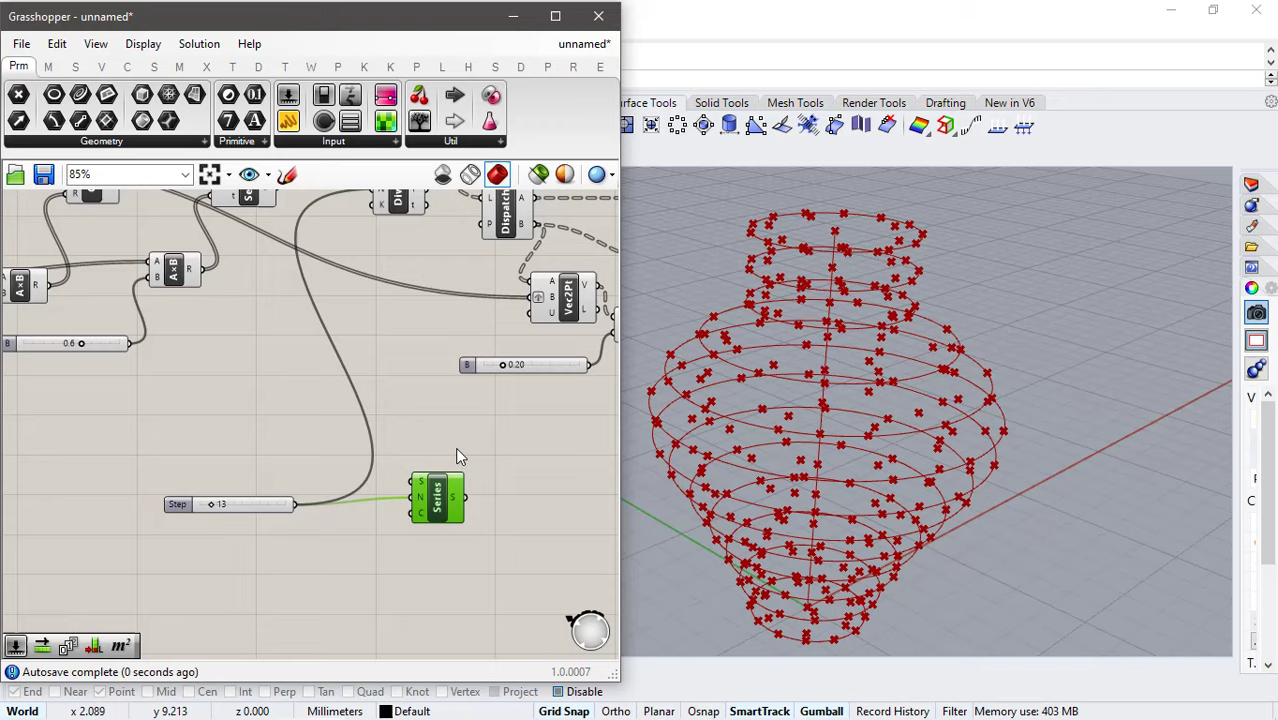 Grasshopper - unnamed*
File Edit View Display Solution Help unnamed*
Prm M S V C S S M X T D T W P K K P L H S D P R E
Geometry Primitive Input Util
85%
urface Tools Solid Tools Mesh Tools Render Tools Drafting New in V6
R t Se
K Div t
L P Dispatch A B
A B A×B R
A×B R
A B U Vec2Pt V L
B 0.6
B 0.20
Step 13
S N C Series S
m²
Autosave complete (0 seconds ago) 1.0.0007
V
C
T.
End Near Point Mid Cen Int Perp Tan Quad Knot Vertex Project Disable
World x 2.089 y 9.213 z 0.000 Millimeters Default Grid Snap Ortho Planar Osnap SmartTrack Gumball Record History Filter Memory use: 403 MB